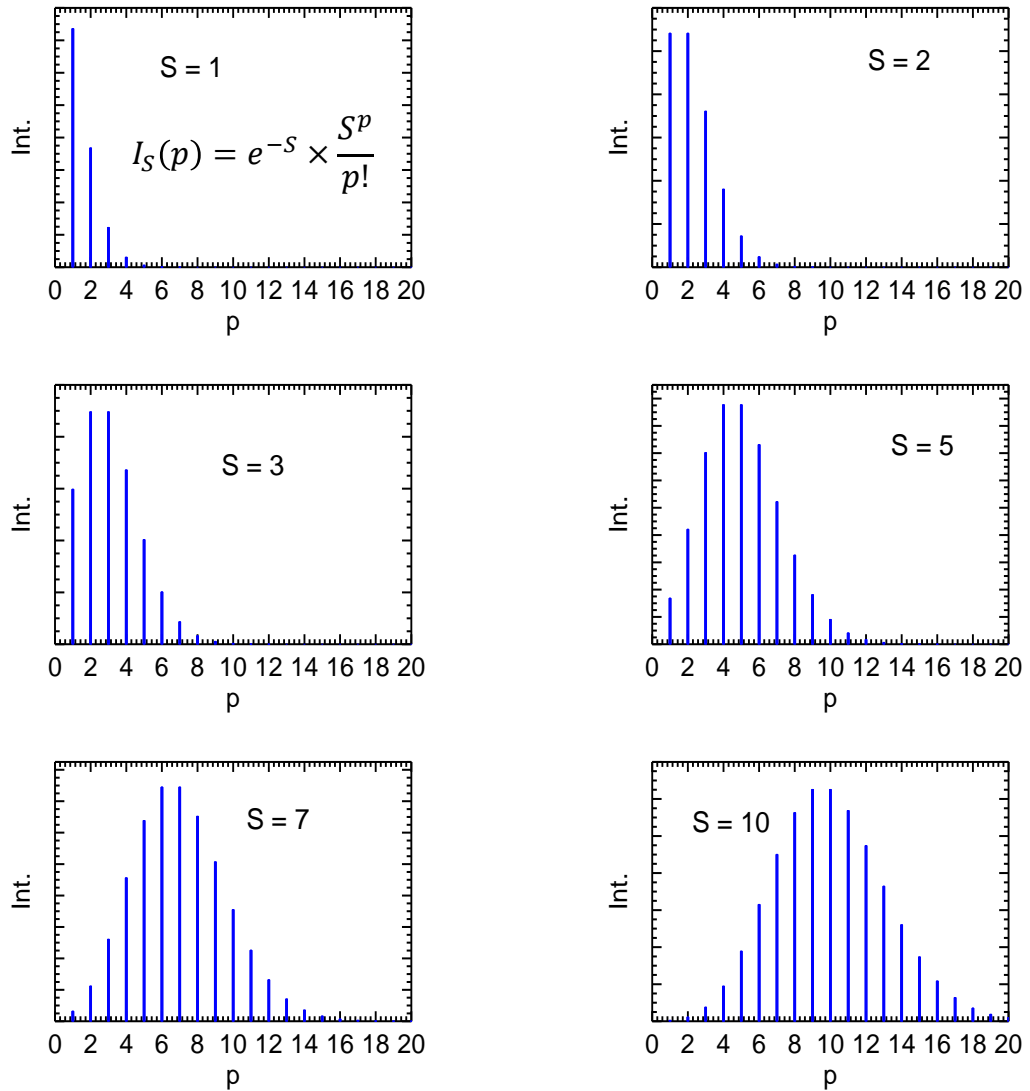 S = 1
Int.
I_S(p) = e^{-S} × \frac{S^p}{p!}
0 2 4 6 8 10 12 14 16 18 20
p
S = 2
Int.
0 2 4 6 8 10 12 14 16 18 20
p
S = 3
Int.
0 2 4 6 8 10 12 14 16 18 20
p
S = 5
Int.
0 2 4 6 8 10 12 14 16 18 20
p
S = 7
Int.
0 2 4 6 8 10 12 14 16 18 20
p
S = 10
Int.
0 2 4 6 8 10 12 14 16 18 20
p